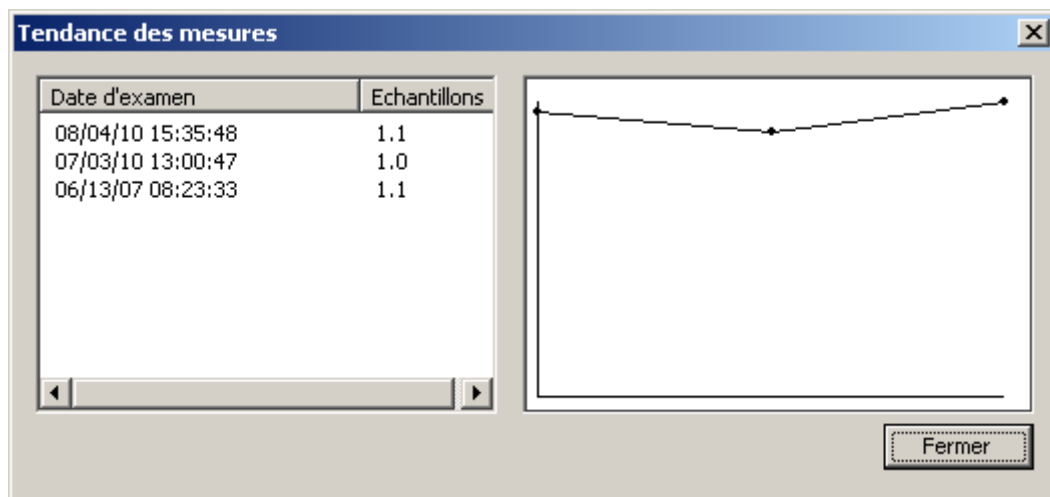 Tendance des mesures
Date d'examen Echantillons
08/04/10 15:35:48 1.1
07/03/10 13:00:47 1.0
06/13/07 08:23:33 1.1
Fermer